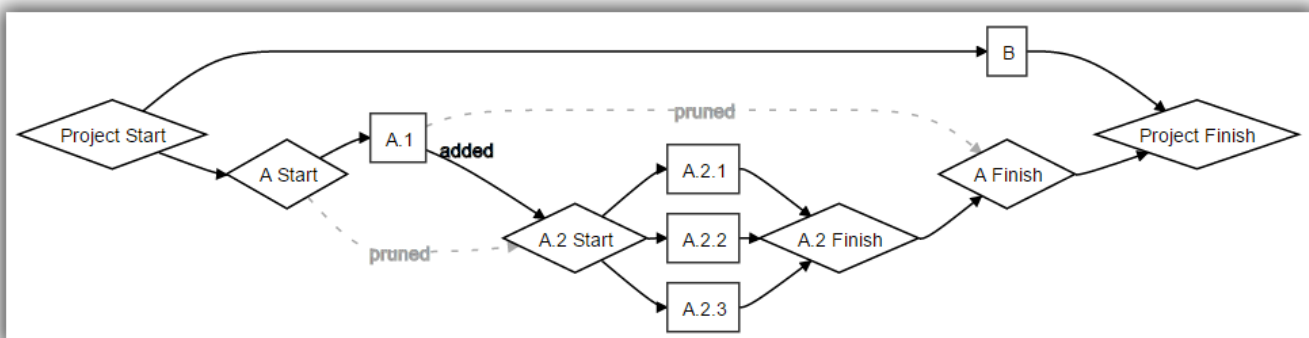 B
pruned
Project Start
A.1
Project Finish
added
A Start
A.2.1
A Finish
pruned
A.2 Start
A.2.2
A.2 Finish
A.2.3